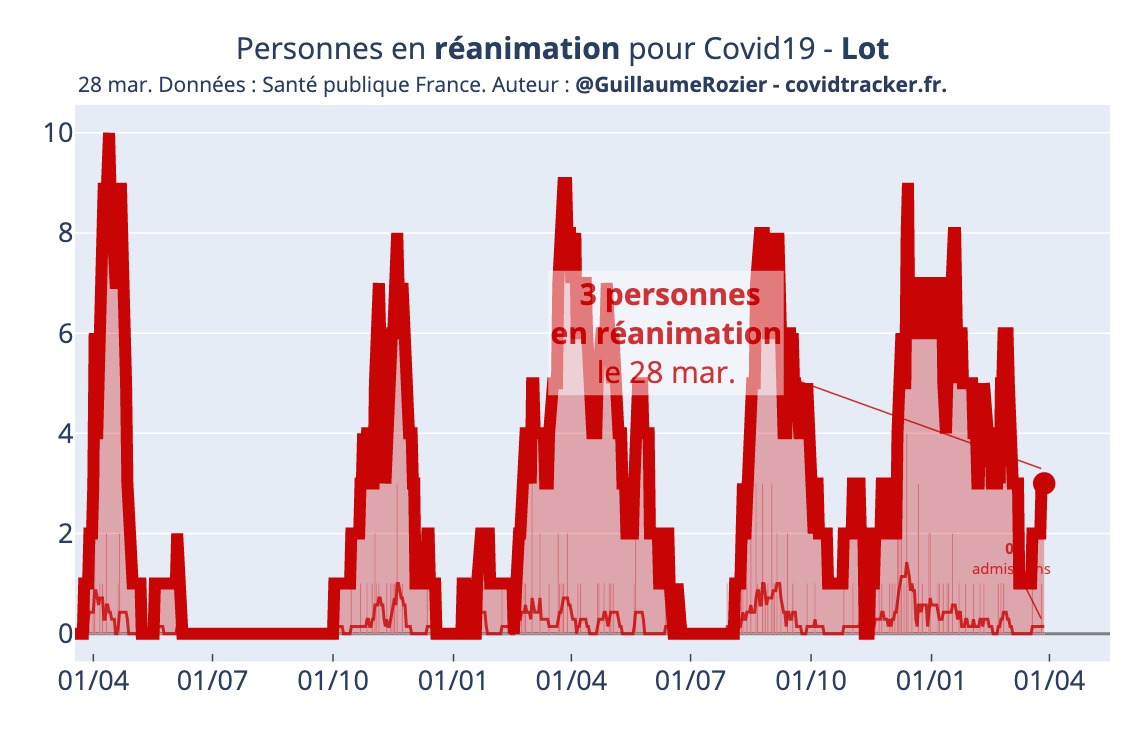 Personnes en réanimation pour Covid19 - Lot
28 mar. Données : Santé publique France. Auteur : @GuillaumeRozier - covidtracker.fr.
10
8
6
4
2
0
3 personnes
en réanimation
le 28 mar.
0
admissions
01/04 01/07 01/10 01/01 01/04 01/07 01/10 01/01 01/04